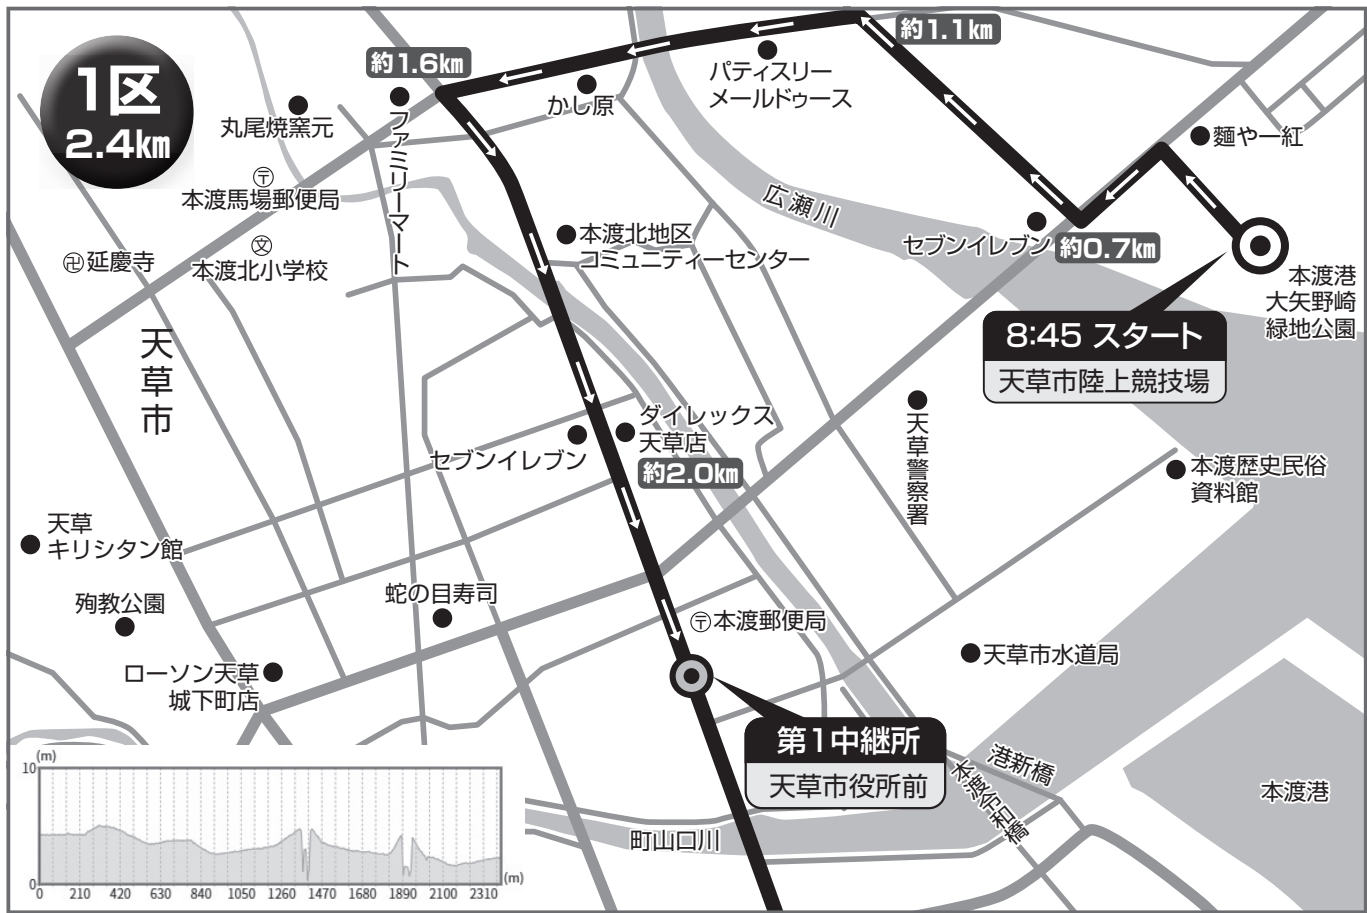 1区
2.4km
約1.6km
約1.1km
パティスリー
メールドゥース
かし原
丸尾焼窯元
ファミリーマート
〒
本渡馬場郵便局
麵や一紅
広瀬川
本渡北地区
コミュニティーセンター
セブンイレブン
約0.7km
卍延慶寺
文
本渡北小学校
本渡港
大矢野崎
緑地公園
8:45 スタート
天草市陸上競技場
天草市
ダイレックス
天草店
約2.0km
セブンイレブン
天草警察署
本渡歴史民俗
資料館
天草
キリシタン館
殉教公園
蛇の目寿司
〒本渡郵便局
天草市水道局
ローソン天草
城下町店
第1中継所
天草市役所前
港新橋
本渡令和橋
本渡港
町山口川
(m)
10
0
0 210 420 630 840 1050 1260 1470 1680 1890 2100 2310
(m)